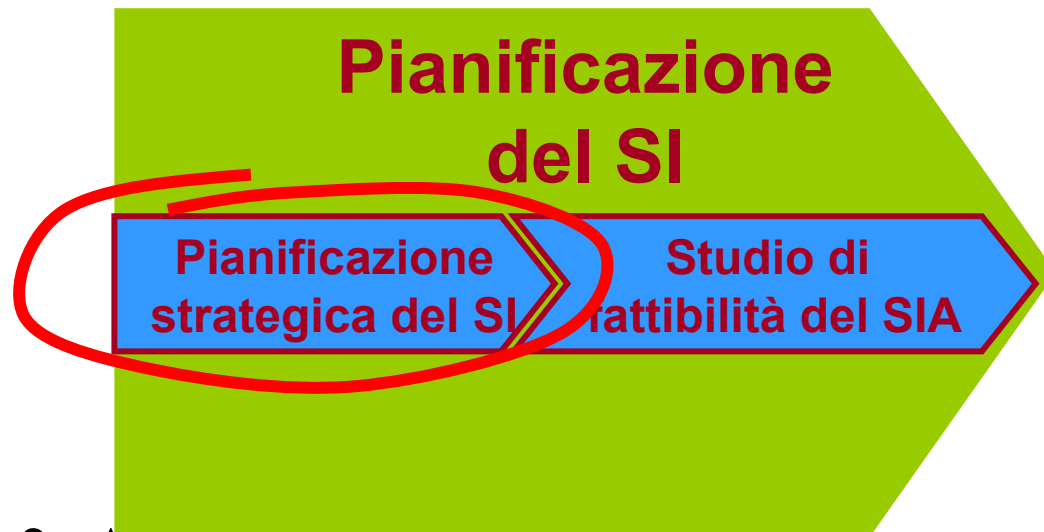 Pianificazione
del SI
Pianificazione
strategica del SI
Studio di
fattibilità del SIA